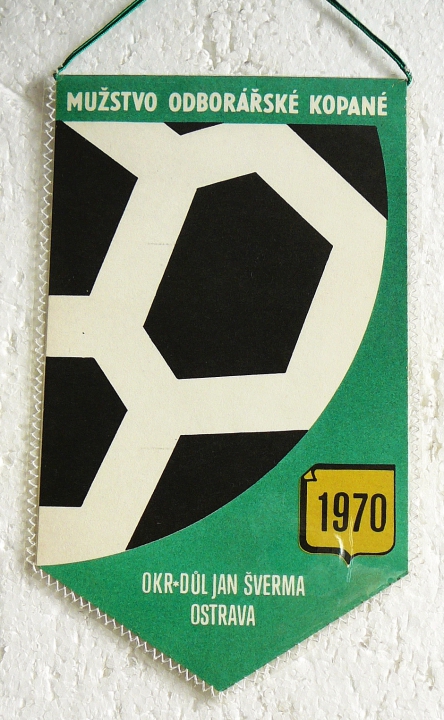 MUŽSTVO ODBORÁŘSKÉ KOPANÉ
1970
OKR*DŮL JAN ŠVERMA
OSTRAVA